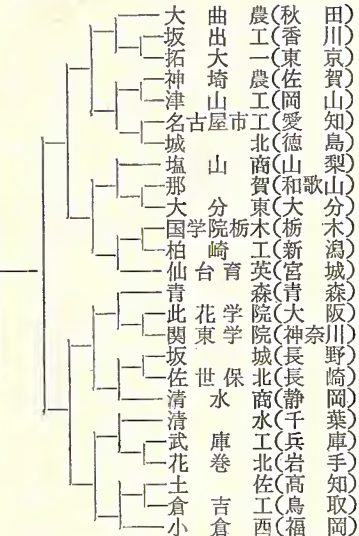 大曲農(秋田)
坂出工(香川)
拓大一(東京)
神埼農(佐賀)
津山工(岡山)
名古屋市工(愛知)
城北(徳島)
塩山商(山梨)
那賀(和歌山)
大分東(大分)
国学院栃木(栃木)
柏崎工(新潟)
仙台育英(宮城)
青森(青森)
此花学院(大阪)
関東学院(神奈川)
坂城(長野)
佐世保北(長崎)
清水商(静岡)
清水(千葉)
武庫工(兵庫)
花巻北(岩手)
土佐(高知)
倉吉工(鳥取)
小倉西(福岡)